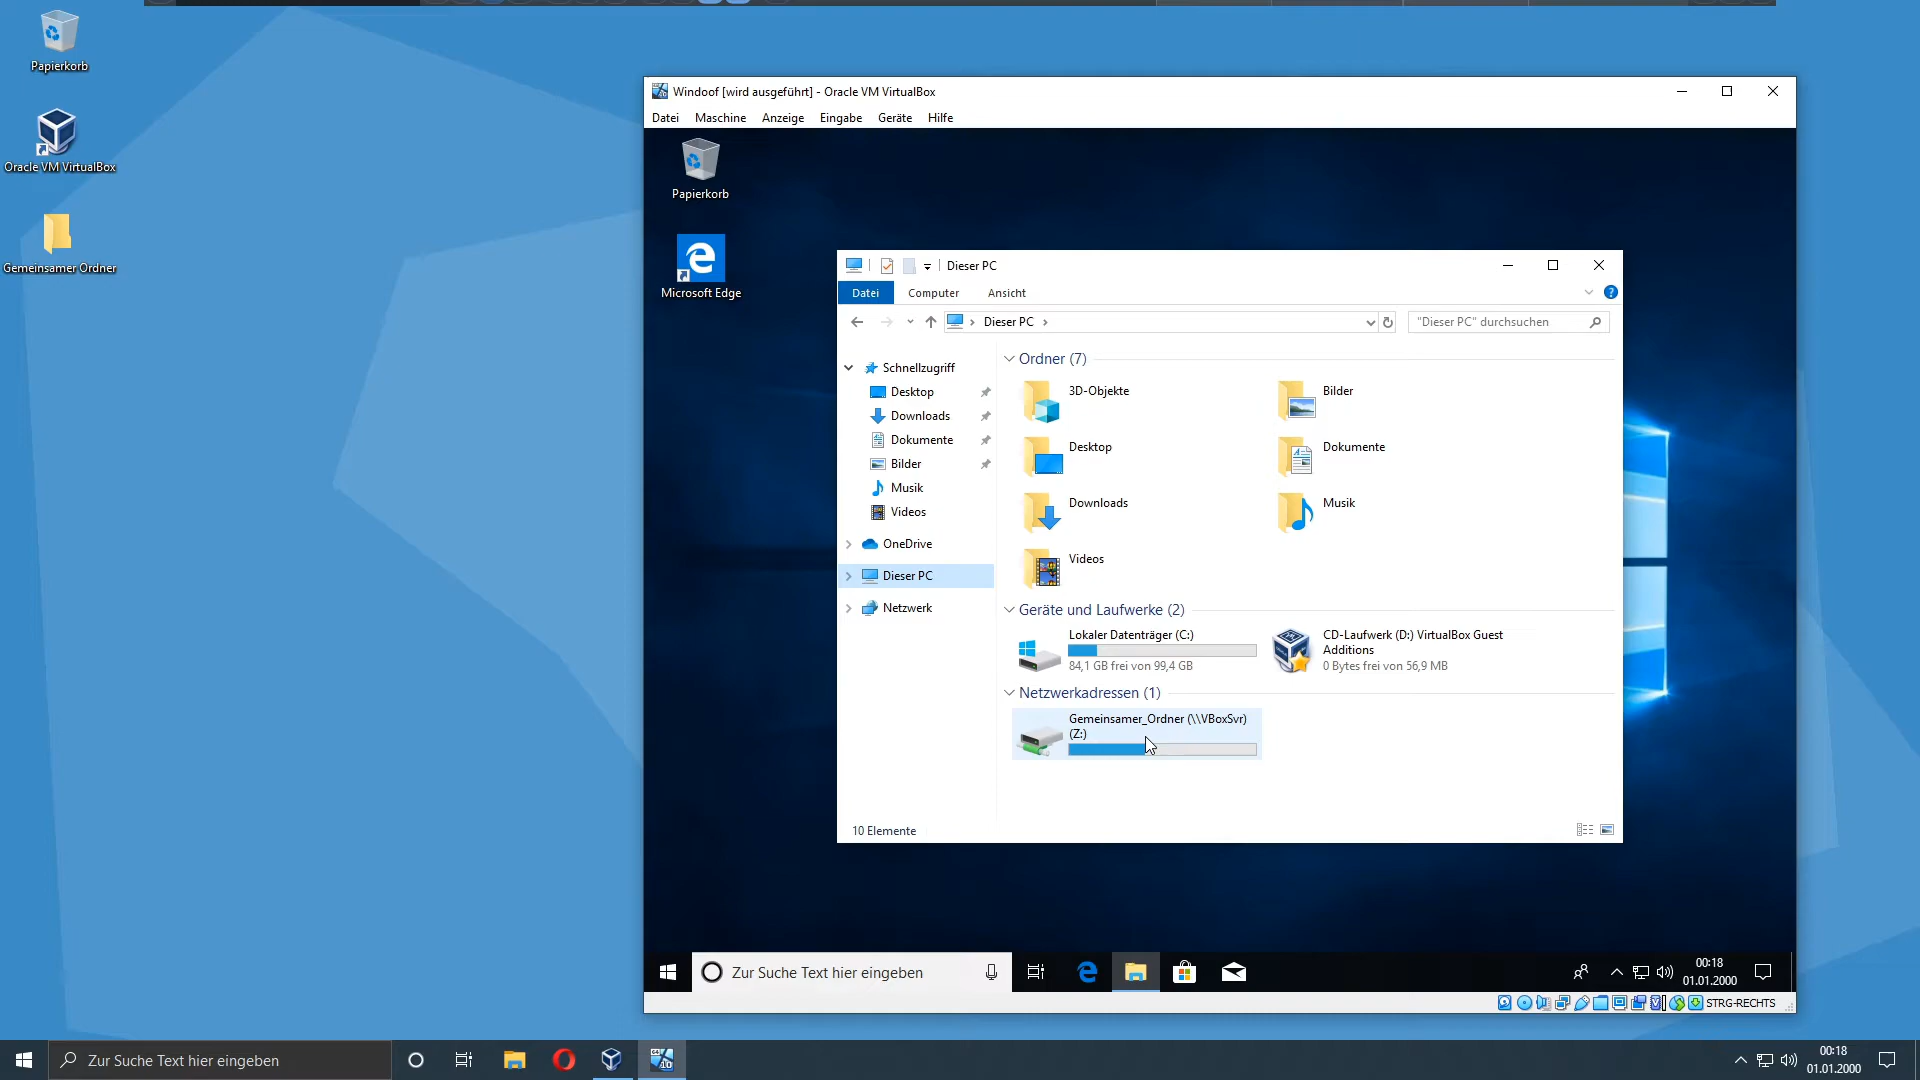 Papierkorb
Oracle VM VirtualBox
Gemeinsamer Ordner
Windoof [wird ausgeführt] - Oracle VM VirtualBox
Datei Maschine Anzeige Eingabe Geräte Hilfe
Papierkorb
Microsoft Edge
Dieser PC
Datei Computer Ansicht
Dieser PC
"Dieser PC" durchsuchen
Schnellzugriff
Desktop
Downloads
Dokumente
Bilder
Musik
Videos
OneDrive
Dieser PC
Netzwerk
Ordner (7)
3D-Objekte
Bilder
Desktop
Dokumente
Downloads
Musik
Videos
Geräte und Laufwerke (2)
Lokaler Datenträger (C:)
84,1 GB frei von 99,4 GB
CD-Laufwerk (D:) VirtualBox Guest
Additions
0 Bytes frei von 56,9 MB
Netzwerkadressen (1)
Gemeinsamer_Ordner (\\VBoxSvr)
(Z:)
10 Elemente
Zur Suche Text hier eingeben
00:18
01.01.2000
STRG-RECHTS
Zur Suche Text hier eingeben
00:18
01.01.2000